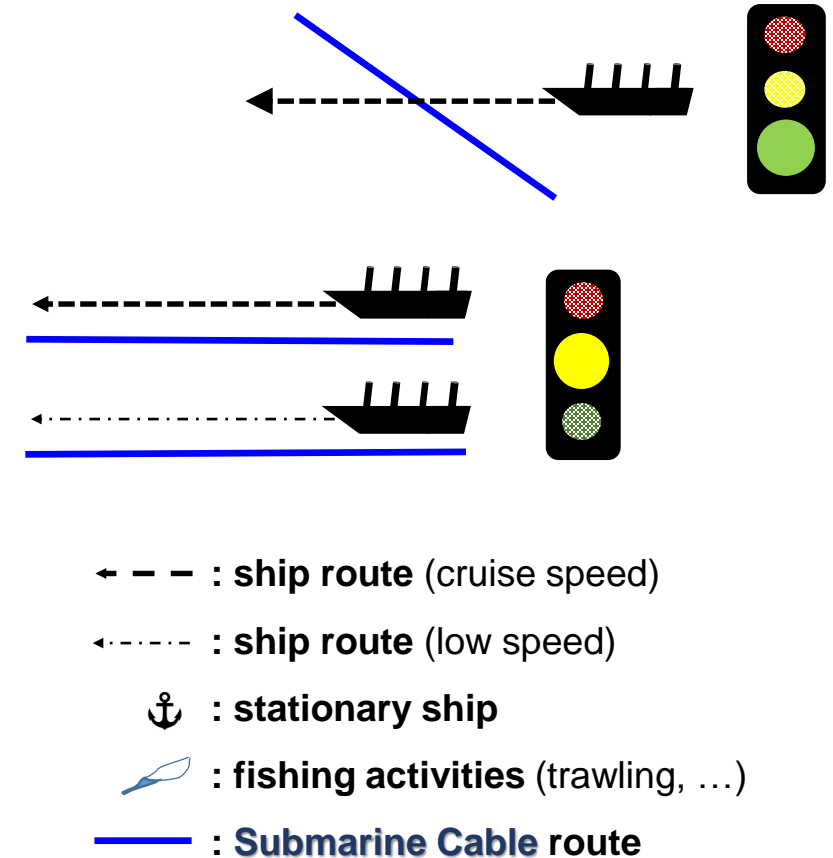 : ship route (cruise speed)
: ship route (low speed)
: stationary ship
: fishing activities (trawling, …)
: Submarine Cable route